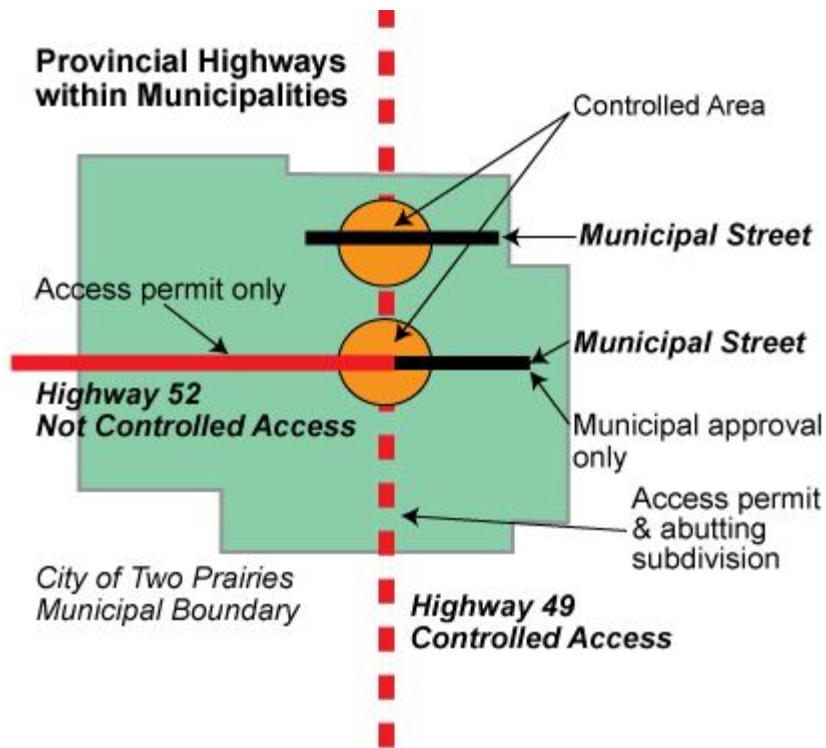 Provincial Highways
within Municipalities
Controlled Area
Municipal Street
Access permit only
Municipal Street
Highway 52
Not Controlled Access
Municipal approval
only
Access permit
& abutting
subdivision
City of Two Prairies
Municipal Boundary
Highway 49
Controlled Access